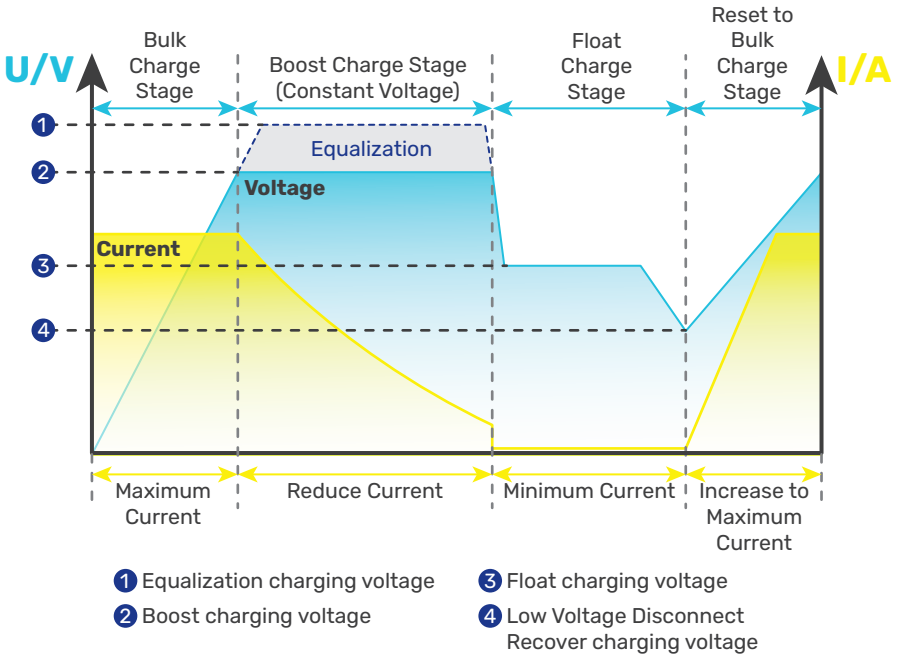 U/V
Bulk
Charge
Stage
Boost Charge Stage
(Constant Voltage)
Float
Charge
Stage
Reset to
Bulk
Charge
Stage
I/A
1
Equalization
2
Voltage
Current
3
4
Maximum
Current
Reduce Current
Minimum Current
Increase to
Maximum
Current
1 Equalization charging voltage
2 Boost charging voltage
3 Float charging voltage
4 Low Voltage Disconnect
Recover charging voltage